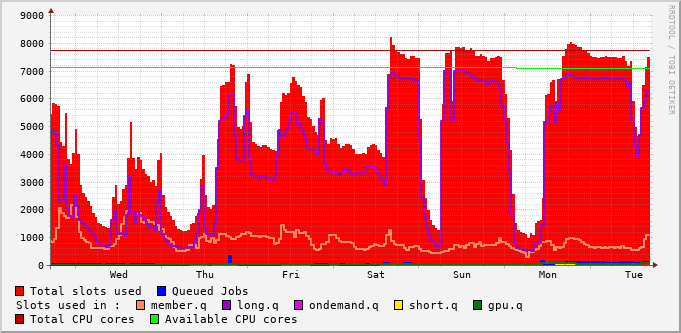 9000
8000
7000
6000
5000
4000
3000
2000
1000
0
Wed Thu Fri Sat Sun Mon Tue
RRDTOOL / TOBI OETIKER
Total slots used Queued Jobs
Slots used in : member.q long.q ondemand.q short.q gpu.q
Total CPU cores Available CPU cores